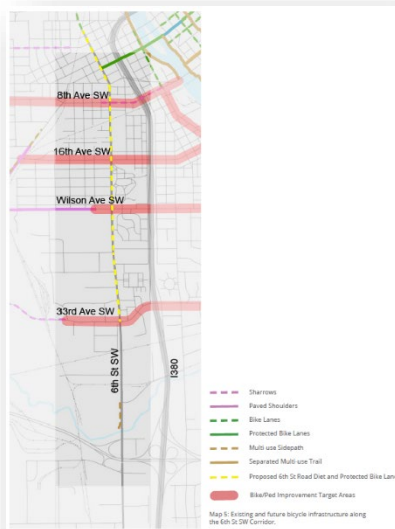 8th Ave SW
16th Ave SW
Wilson Ave SW
33rd Ave SW
6th St SW
I380
Sharrows
Paved Shoulders
Bike Lanes
Protected Bike Lanes
Multi use Sidepath
Separated Multi-use Trail
Proposed 6th St Road Diet and Protected Bike Lan
Bike/Ped Improvement Target Areas
Map 5: Existing and future bicycle infrastructure along
the 6th St SW Corridor.